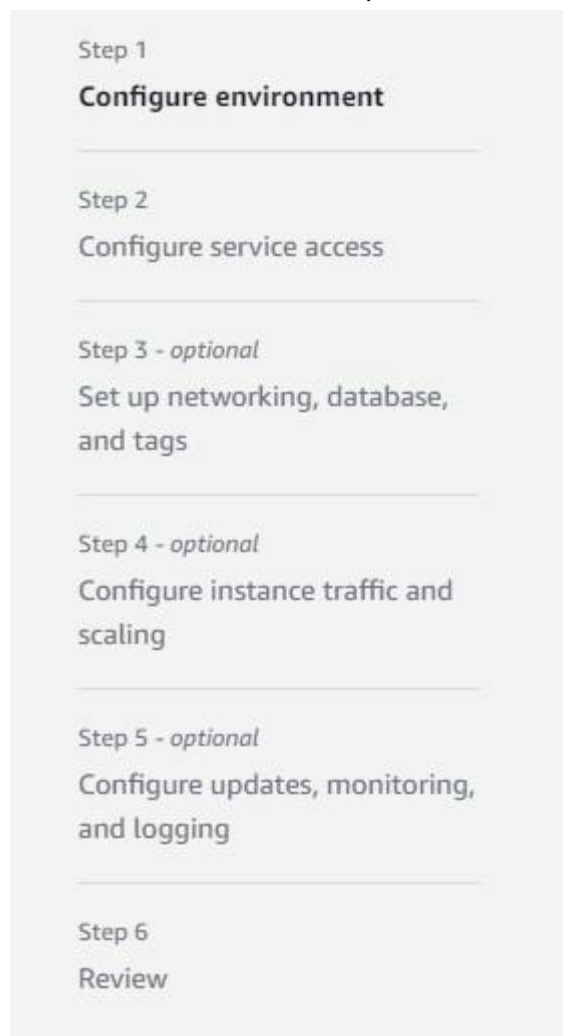 Step 1
Configure environment
Step 2
Configure service access
Step 3 - optional
Set up networking, database,
and tags
Step 4 - optional
Configure instance traffic and
scaling
Step 5 - optional
Configure updates, monitoring,
and logging
Step 6
Review